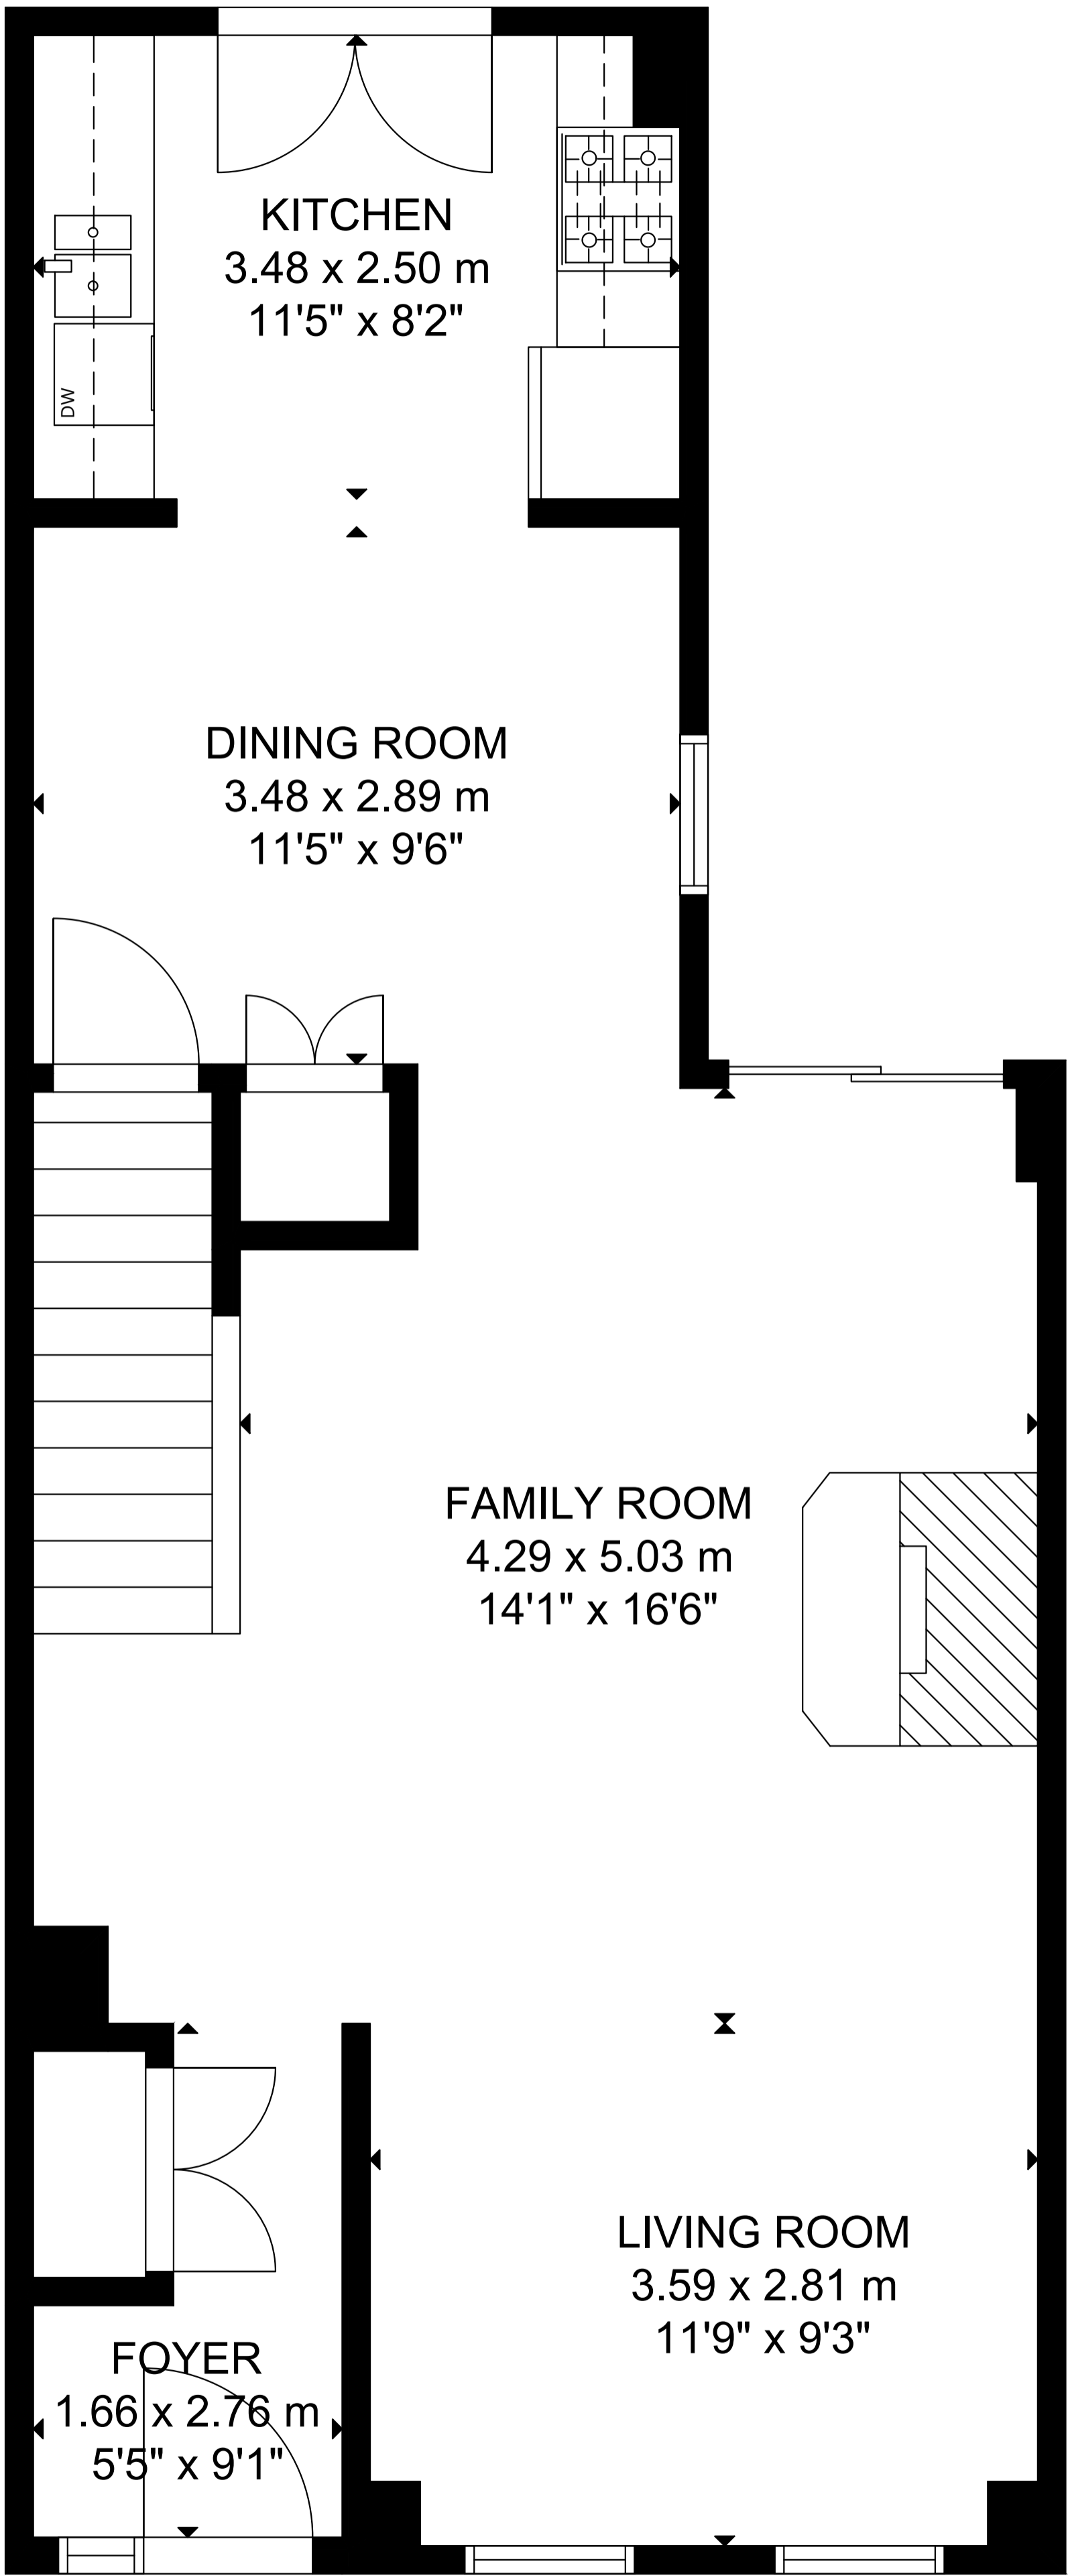 KITCHEN
3.48 x 2.50 m
11'5" x 8'2"
DW
DINING ROOM
3.48 x 2.89 m
11'5" x 9'6"
FAMILY ROOM
4.29 x 5.03 m
14'1" x 16'6"
LIVING ROOM
3.59 x 2.81 m
11'9" x 9'3"
FOYER
1.66 x 2.76 m
5'5" x 9'1"